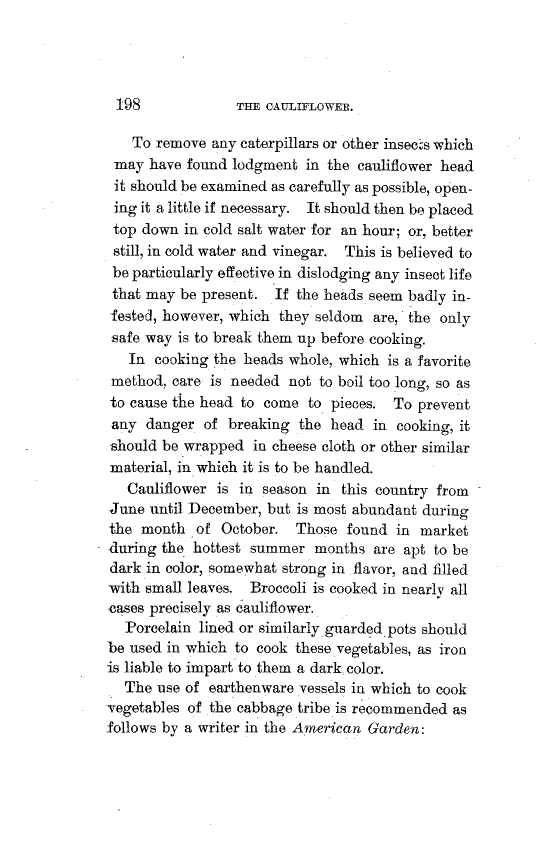 198 THE CAULIFLOWER.
To remove any caterpillars or other insects which
may have found lodgment in the cauliflower head
it should be examined as carefully as possible, open-
ing it a little if necessary. It should then be placed
top down in cold salt water for an hour; or, better
still, in cold water and vinegar. This is believed to
be particularly effective in dislodging any insect life
that may be present. If the heads seem badly in-
fested, however, which they seldom are, the only
safe way is to break them up before cooking.
In cooking the heads whole, which is a favorite
method, care is needed not to boil too long, so as
to cause the head to come to pieces. To prevent
any danger of breaking the head in cooking, it
should be wrapped in cheese cloth or other similar
material, in which it is to be handled.
Cauliflower is in season in this country from
June until December, but is most abundant during
the month of October. Those found in market
during the hottest summer months are apt to be
dark in color, somewhat strong in flavor, and filled
with small leaves. Broccoli is cooked in nearly all
cases precisely as cauliflower.
Porcelain lined or similarly guarded pots should
be used in which to cook these vegetables, as iron
is liable to impart to them a dark color.
The use of earthenware vessels in which to cook
vegetables of the cabbage tribe is recommended as
follows by a writer in the American Garden: